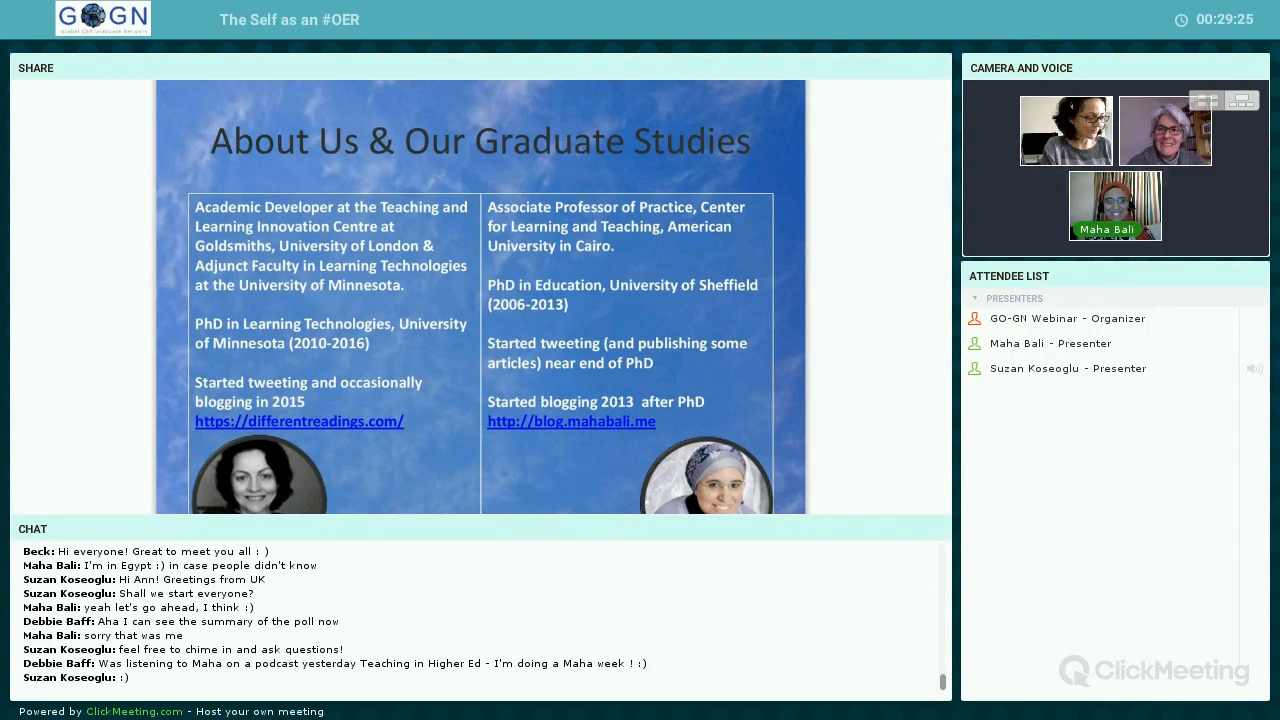 GOGN
Global OER Graduate Network
The Self as an #OER
00:29:25
SHARE
About Us & Our Graduate Studies
Academic Developer at the Teaching and
Learning Innovation Centre at
Goldsmiths, University of London &
Adjunct Faculty in Learning Technologies
at the University of Minnesota.
PhD in Learning Technologies, University
of Minnesota (2010-2016)
Started tweeting and occasionally
blogging in 2015
https://differentreadings.com/
Associate Professor of Practice, Center
for Learning and Teaching, American
University in Cairo.
PhD in Education, University of Sheffield
(2006-2013)
Started tweeting (and publishing some
articles) near end of PhD
Started blogging 2013 after PhD
http://blog.mahabali.me
CHAT
Beck: Hi everyone! Great to meet you all : )
Maha Bali: I'm in Egypt :) in case people didn't know
Suzan Koseoglu: Hi Ann! Greetings from UK
Suzan Koseoglu: Shall we start everyone?
Maha Bali: yeah let's go ahead, I think :)
Debbie Baff: Aha I can see the summary of the poll now
Maha Bali: sorry that was me
Suzan Koseoglu: feel free to chime in and ask questions!
Debbie Baff: Was listening to Maha on a podcast yesterday Teaching in Higher Ed - I'm doing a Maha week ! :)
Suzan Koseoglu: :)
CAMERA AND VOICE
Maha Bali
ATTENDEE LIST
PRESENTERS
GO-GN Webinar - Organizer
Maha Bali - Presenter
Suzan Koseoglu - Presenter
ClickMeeting
Powered by ClickMeeting.com - Host your own meeting